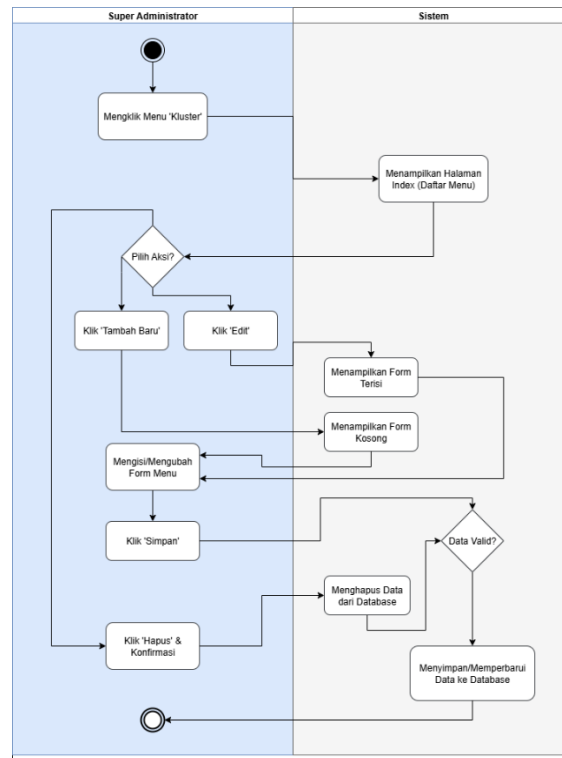 Super Administrator
Sistem
Mengklik Menu 'Kluster'
Menampilkan Halaman
Index (Daftar Menu)
Pilih Aksi?
Klik 'Tambah Baru'
Klik 'Edit'
Menampilkan Form
Terisi
Menampilkan Form
Kosong
Mengisi/Mengubah
Form Menu
Klik 'Simpan'
Data Valid?
Menghapus Data
dari Database
Klik 'Hapus' &
Konfirmasi
Menyimpan/Memperbarui
Data ke Database